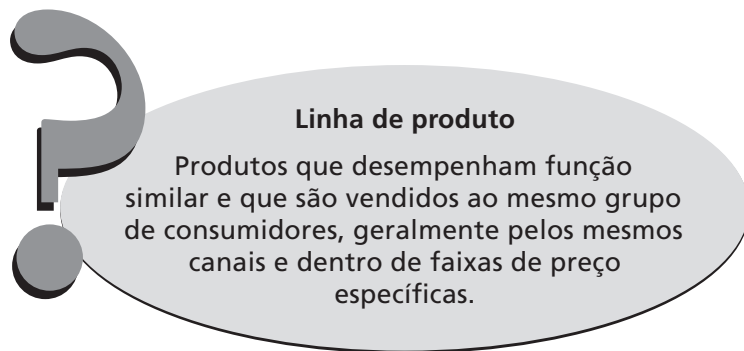 Linha de produto
Produtos que desempenham função
similar e que são vendidos ao mesmo grupo
de consumidores, geralmente pelos mesmos
canais e dentro de faixas de preço
específicas.